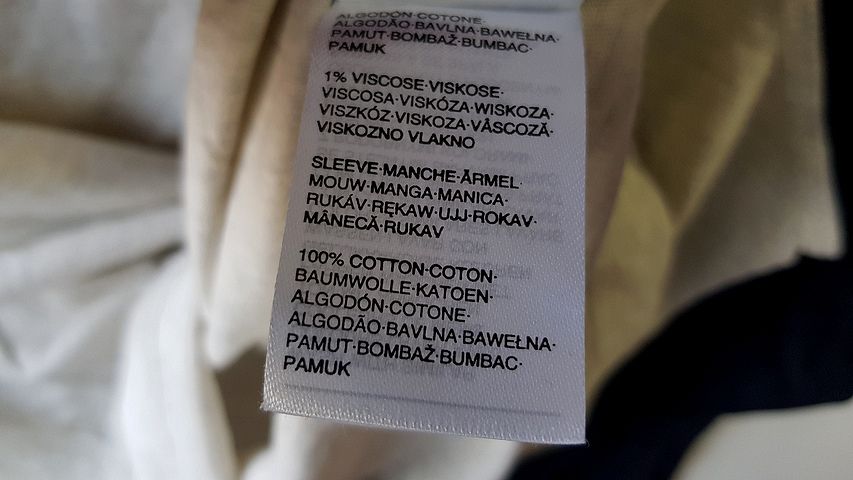 ALGODÓN·COTONE·
ALGODÃO·BAVLNA·BAWEŁNA·
PAMUT·BOMBAŽ·BUMBAC·
PAMUK
1% VISCOSE·VISKOSE·
VISCOSA·VISKÓZA·WISKOZA·
VISZKÓZ·VISKOZA·VÂSCOZĂ·
VISKOZNO VLAKNO
SLEEVE·MANCHE·ÄRMEL·
MOUW·MANGA·MANICA·
RUKÁV·RĘKAW·UJJ·ROKAV·
MÂNECĂ·RUKAV
100% COTTON·COTON·
BAUMWOLLE·KATOEN·
ALGODÓN·COTONE·
ALGODÃO·BAVLNA·BAWEŁNA·
PAMUT·BOMBAŽ·BUMBAC·
PAMUK